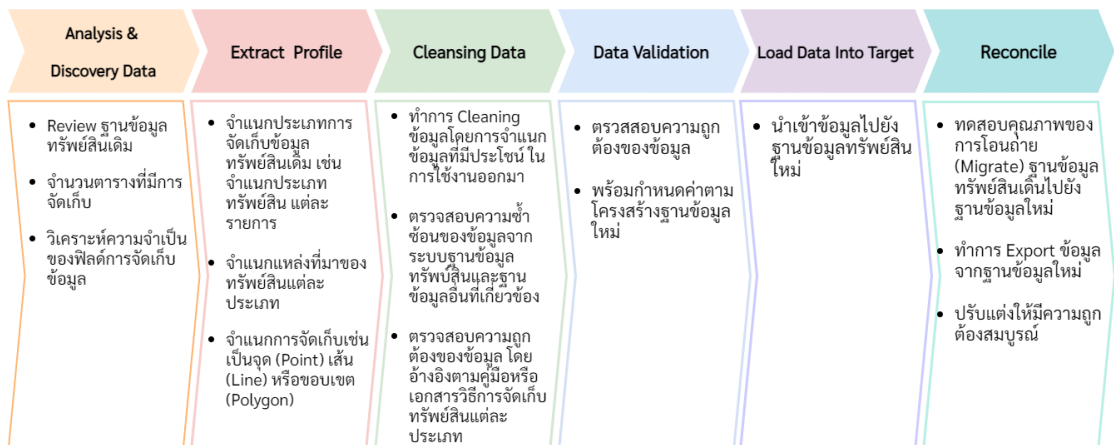 Analysis &
Discovery Data
Extract Profile
Cleansing Data
Data Validation
Load Data Into Target
Reconcile
• Review ฐานข้อมูล
ทรัพย์สินเดิม
• จำนวนตารางที่มีการ
จัดเก็บ
• วิเคราะห์ความจำเป็น
ของฟิลด์การจัดเก็บ
ข้อมูล
• จำแนกประเภทการ
จัดเก็บข้อมูล
ทรัพย์สินเดิม เช่น
จำแนกประเภท
ทรัพย์สิน แต่ละ
รายการ
• จำแนกแหล่งที่มาของ
ทรัพย์สินแต่ละ
ประเภท
• จำแนกการจัดเก็บเช่น
เป็นจุด (Point) เส้น
(Line) หรือขอบเขต
(Polygon)
• ทำการ Cleaning
ข้อมูลโดยการจำแนก
ข้อมูลที่มีประโชน์ ใน
การใช้งานออกมา
• ตรวจสอบความซ้ำ
ซ้อนของข้อมูลจาก
ระบบฐานข้อมูล
ทรัพบ์สินและฐาน
ข้อมูลอื่นที่เกี่ยวข้อง
• ตรวจสอบความถูก
ต้องของข้อมูล โดย
อ้างอิงตามคู่มือหรือ
เอกสารวิธีการจัดเก็บ
ทรัพย์สินแต่ละ
ประเภท
• ตรวสสอบความถูก
ต้องของข้อมูล
• พร้อมกำหนดค่าตาม
โครงสร้างฐานข้อมูล
ใหม่
• นำเข้าข้อมูลไปยัง
ฐานข้อมูลทรัพย์สิน
ใหม่
• ทดสอบคุณภาพของ
การโอนถ่าย
(Migrate) ฐานข้อมูล
ทรัพย์สินเดินไปยัง
ฐานข้อมูลใหม่
• ทำการ Export ข้อมูล
จากฐานข้อมูลใหม่
• ปรับแต่งให้มีความถูก
ต้องสมบูรณ์